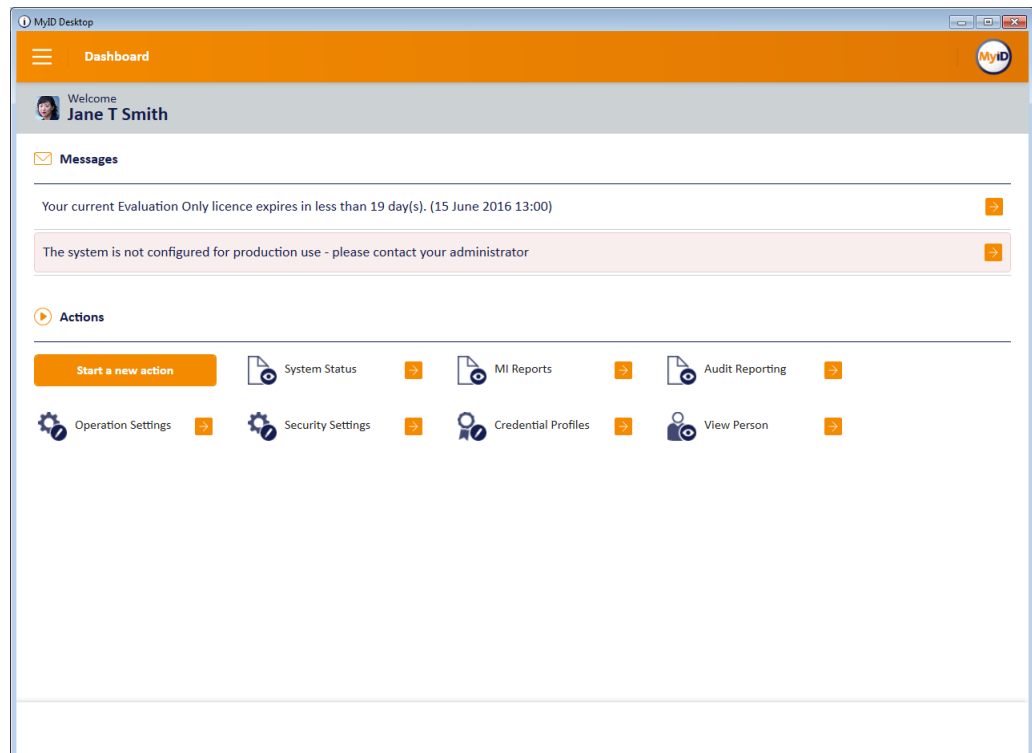 MyID Desktop
Dashboard
MyiD
Welcome
Jane T Smith
Messages
Your current Evaluation Only licence expires in less than 19 day(s). (15 June 2016 13:00)
The system is not configured for production use - please contact your administrator
Actions
Start a new action
System Status
MI Reports
Audit Reporting
Operation Settings
Security Settings
Credential Profiles
View Person